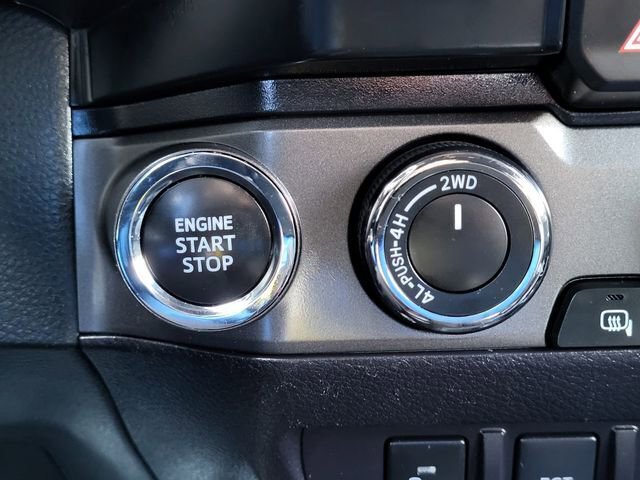 ENGINE
START
STOP
2WD
4L-PUSH-4H